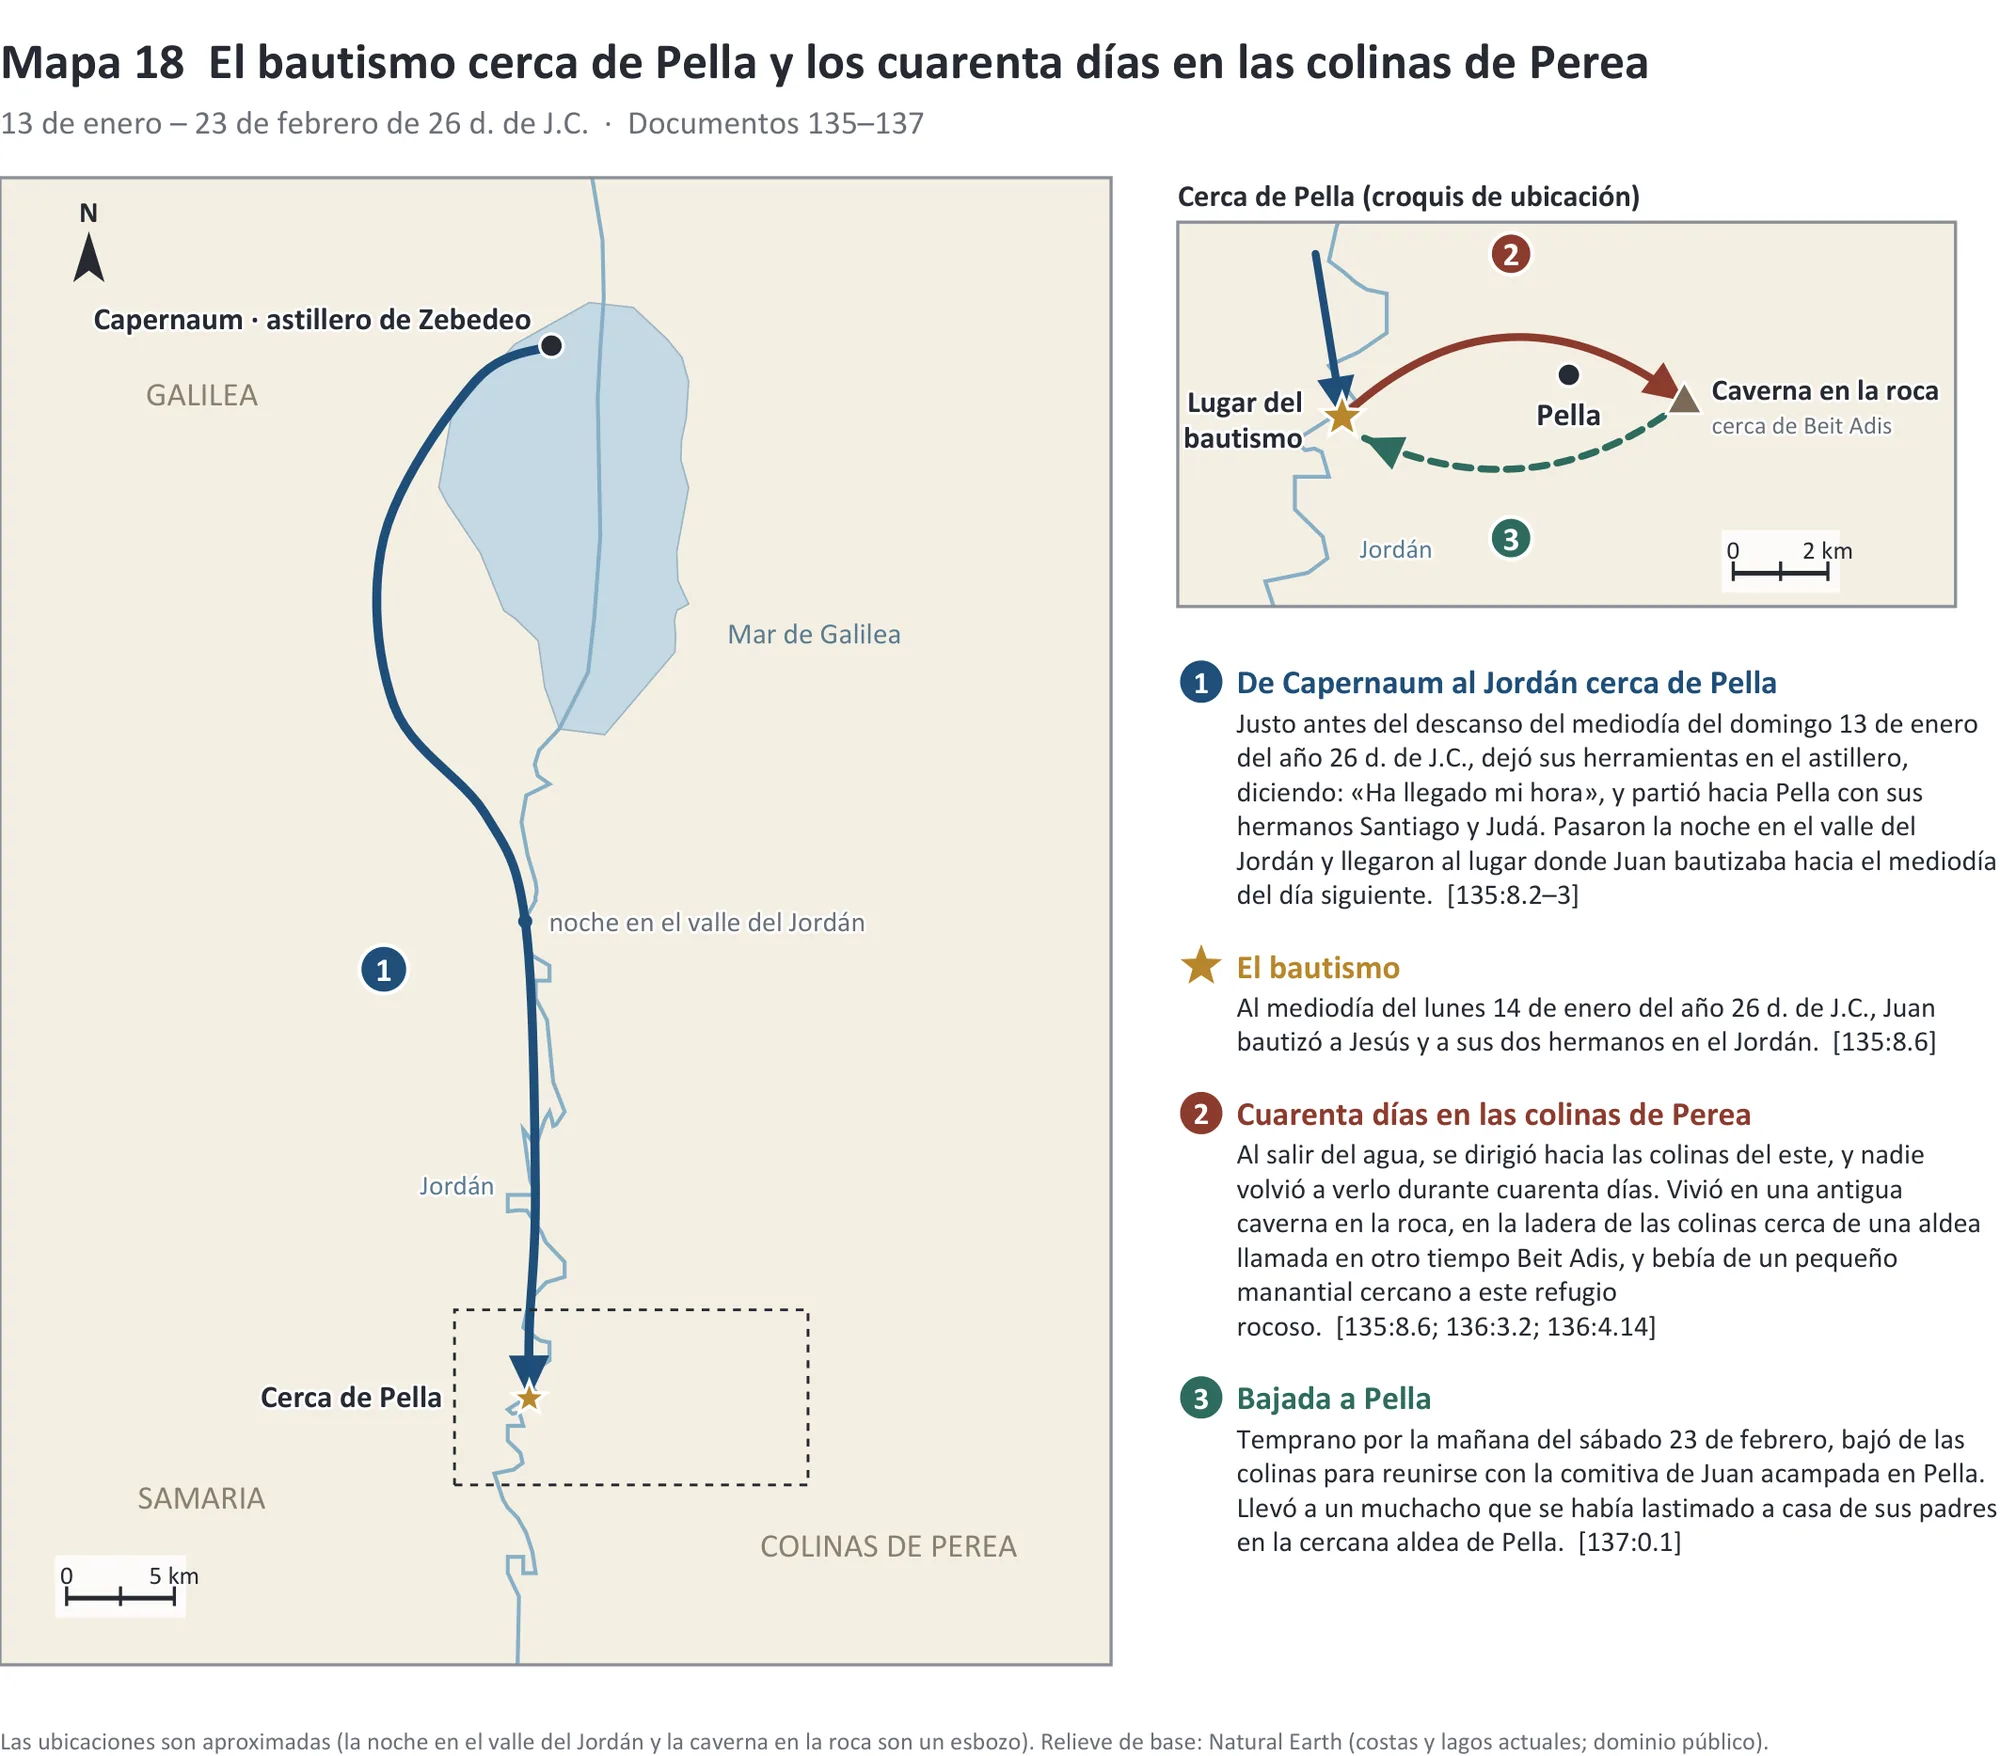 Mapa 18  El bautismo cerca de Pella y los cuarenta días en las colinas de Perea
13 de enero – 23 de febrero de 26 d. de J.C. · Documentos 135–137
N
Capernaum · astillero de Zebedeo
GALILEA
Mar de Galilea
noche en el valle del Jordán
1
Jordán
Cerca de Pella
SAMARIA
COLINAS DE PEREA
0 5 km
Cerca de Pella (croquis de ubicación)
2
Lugar del
bautismo
Pella
Caverna en la roca
cerca de Beit Adis
Jordán
3
0 2 km
1 De Capernaum al Jordán cerca de Pella
Justo antes del descanso del mediodía del domingo 13 de enero
del año 26 d. de J.C., dejó sus herramientas en el astillero,
diciendo: «Ha llegado mi hora», y partió hacia Pella con sus
hermanos Santiago y Judá. Pasaron la noche en el valle del
Jordán y llegaron al lugar donde Juan bautizaba hacia el mediodía
del día siguiente. [135:8.2–3]
El bautismo
Al mediodía del lunes 14 de enero del año 26 d. de J.C., Juan
bautizó a Jesús y a sus dos hermanos en el Jordán. [135:8.6]
2 Cuarenta días en las colinas de Perea
Al salir del agua, se dirigió hacia las colinas del este, y nadie
volvió a verlo durante cuarenta días. Vivió en una antigua
caverna en la roca, en la ladera de las colinas cerca de una aldea
llamada en otro tiempo Beit Adis, y bebía de un pequeño
manantial cercano a este refugio
rocoso. [135:8.6; 136:3.2; 136:4.14]
3 Bajada a Pella
Temprano por la mañana del sábado 23 de febrero, bajó de las
colinas para reunirse con la comitiva de Juan acampada en Pella.
Llevó a un muchacho que se había lastimado a casa de sus padres
en la cercana aldea de Pella. [137:0.1]
Las ubicaciones son aproximadas (la noche en el valle del Jordán y la caverna en la roca son un esbozo). Relieve de base: Natural Earth (costas y lagos actuales; dominio público).